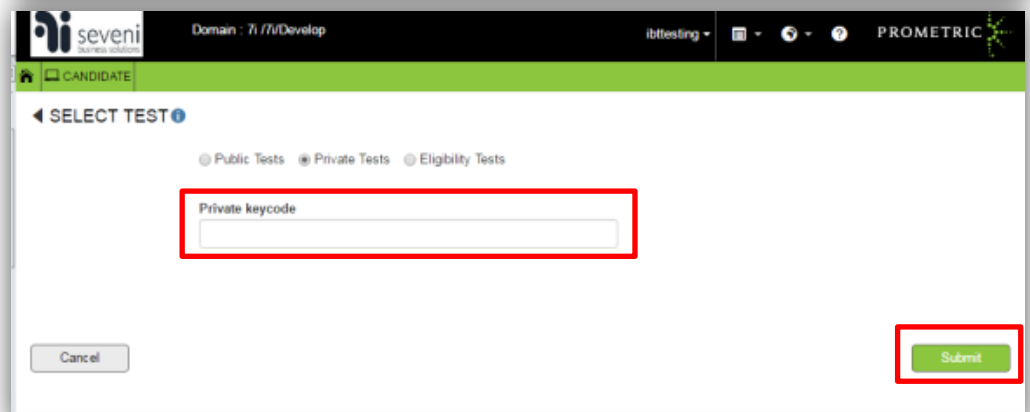 seveni
business solutions
Domain : 7i /7i/Develop
ibttesting
PROMETRIC
CANDIDATE
SELECT TEST
Public Tests Private Tests Eligibility Tests
Private keycode
Cancel
Submit